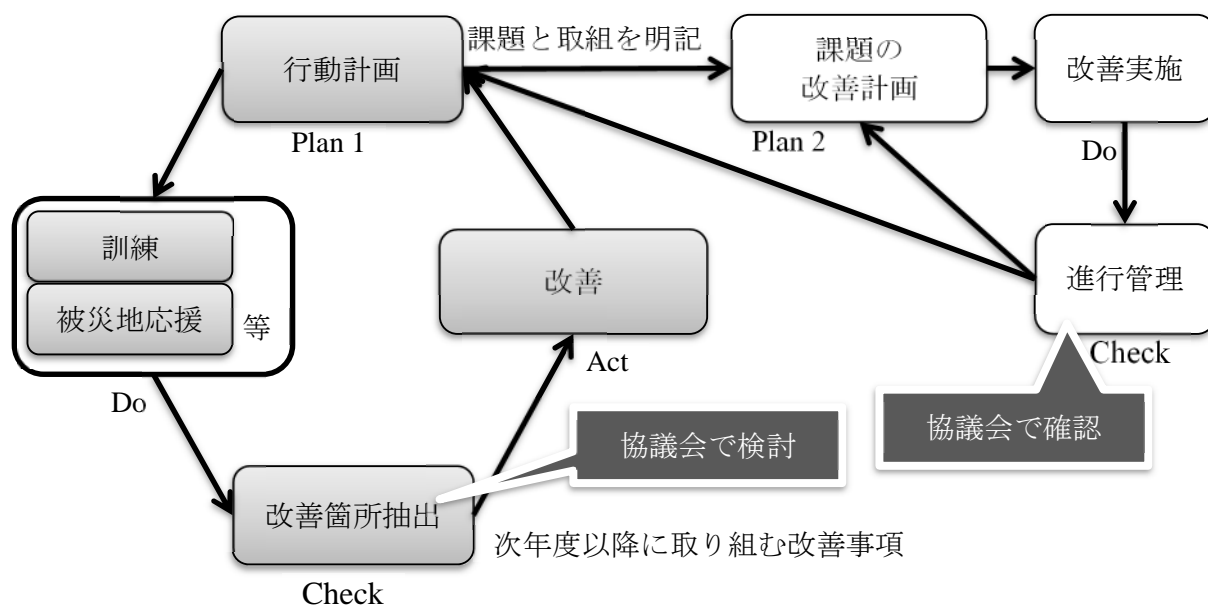 課題と取組を明記
行動計画
Plan 1
課題の
改善計画
Plan 2
改善実施
Do
訓練
被災地応援
等
Do
改善
Act
進行管理
Check
協議会で確認
協議会で検討
改善箇所抽出
Check
次年度以降に取り組む改善事項